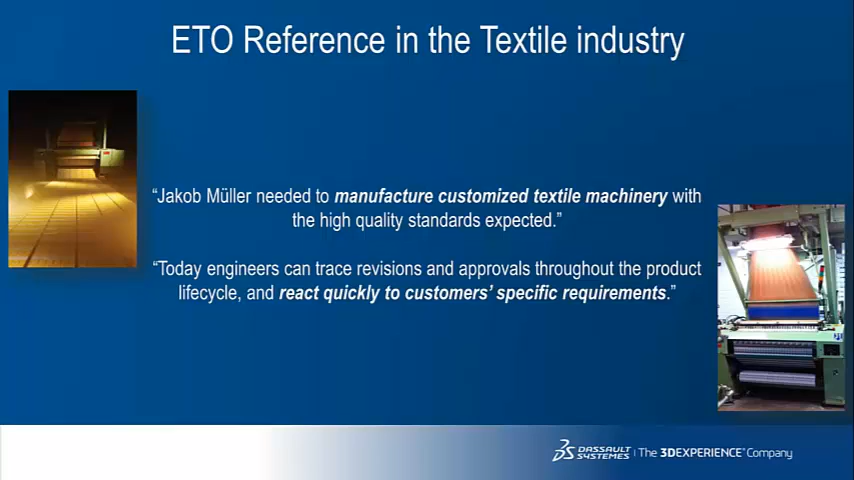 ETO Reference in the Textile industry
“Jakob Müller needed to manufacture customized textile machinery with
the high quality standards expected.”
“Today engineers can trace revisions and approvals throughout the product
lifecycle, and react quickly to customers’ specific requirements.”
DASSAULT
SYSTEMES | The 3DEXPERIENCE® Company